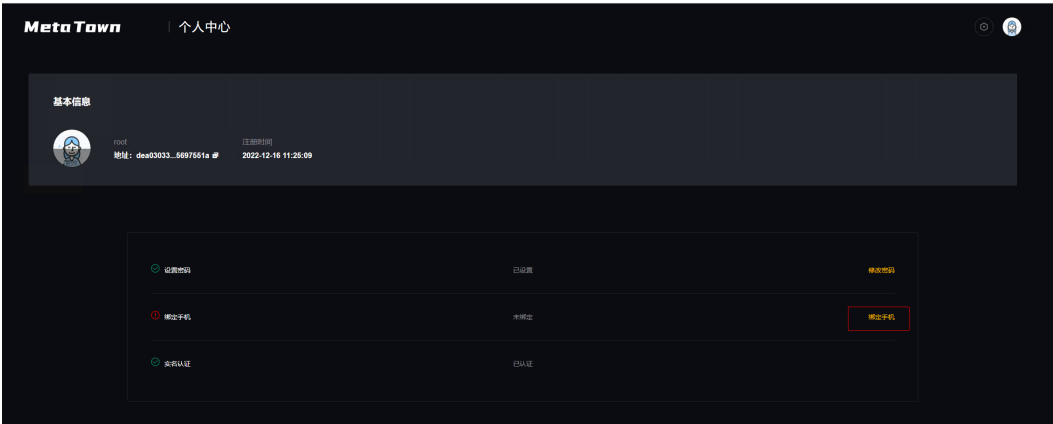 Meta Town | 个人中心
基本信息
root 注册时间
地址：dea03033...5697551a 2022-12-16 11:25:09
设置密码 已设置 修改密码
绑定手机 未绑定 绑定手机
实名认证 已认证